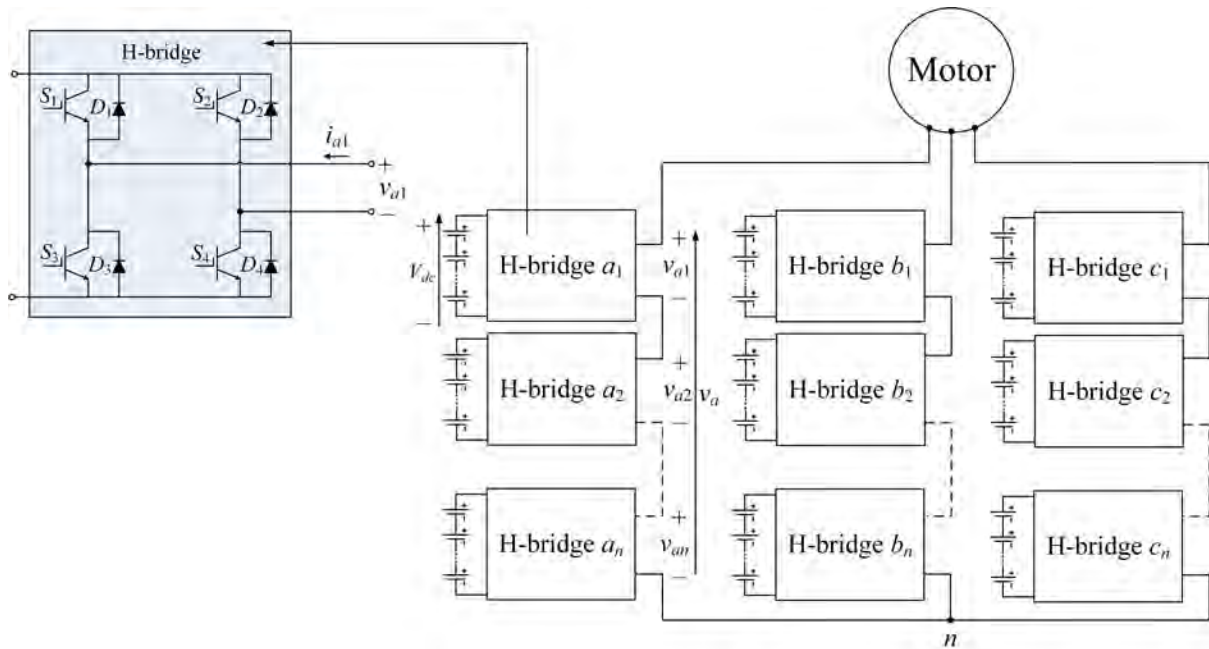 H-bridge
Motor
S1 D1 S2 D2
ia1
+
va1
−
S3 D3 S4 D4
+
Vdc
−
H-bridge a1
+
va1
−
H-bridge b1
H-bridge c1
H-bridge a2
+
va2
−
va
H-bridge b2
H-bridge c2
H-bridge an
+
van
−
H-bridge bn
H-bridge cn
n